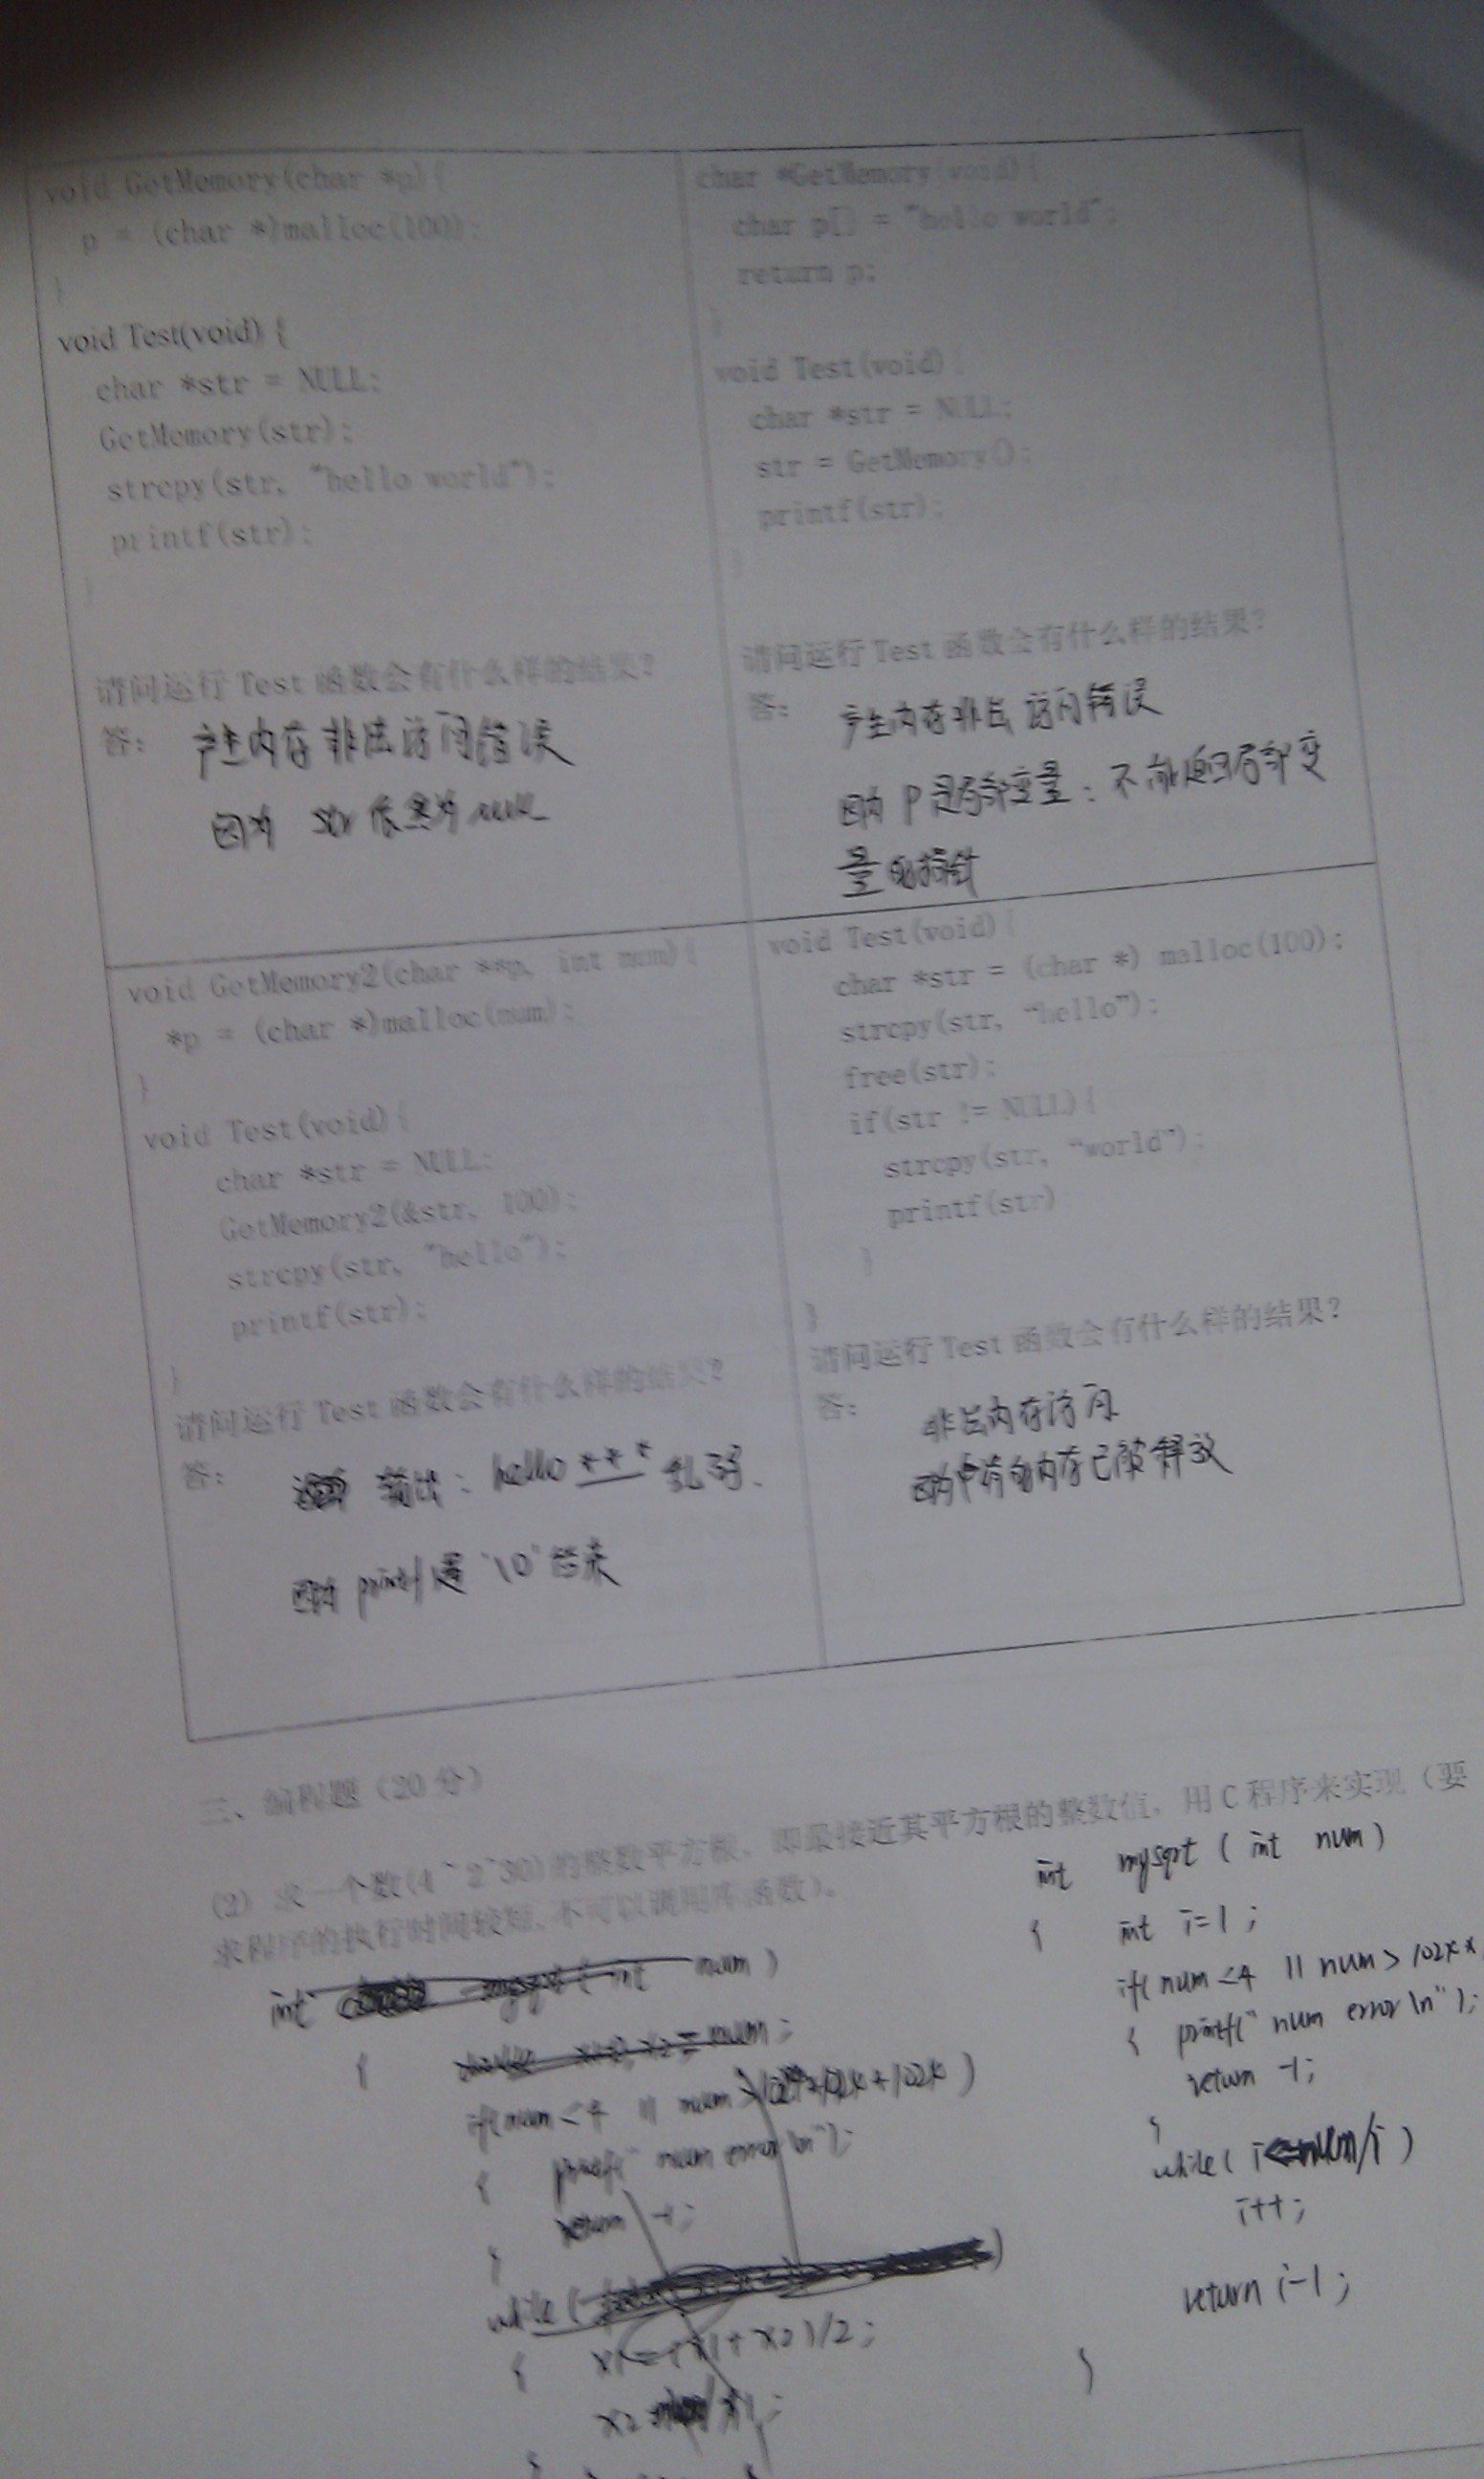 void GetMemory(char *p){
p = (char *)malloc(100);
}
void Test(void) {
char *str = NULL;
GetMemory(str);
strcpy(str, "hello world");
printf(str);
}
请问运行 Test 函数会有什么样的结果?
答: 产生内存非法访问错误
因为 str 依然为 NULL
char *GetMemory(void){
char p[] = "hello world";
return p;
}
void Test(void){
char *str = NULL;
str = GetMemory();
printf(str);
}
请问运行 Test 函数会有什么样的结果?
答: 产生内存非法访问错误
因为 P 是局部变量: 不能返回局部变
量的指针
void GetMemory2(char **p, int num){
*p = (char *)malloc(num);
}
void Test(void){
char *str = NULL;
GetMemory2(&str, 100);
strcpy(str, "hello");
printf(str);
}
请问运行 Test 函数会有什么样的结果?
答: 输出: hello *** 乱码.
因为 printf 遇 '\0' 结束
void Test(void){
char *str = (char *) malloc(100);
strcpy(str, "hello");
free(str);
if(str != NULL){
strcpy(str, "world");
printf(str)
}
}
请问运行 Test 函数会有什么样的结果?
答: 非法内存访问
因为申请的内存已被释放
三、编程题 (20 分)
(2) 求一个数(4~2^30)的整数平方根, 即最接近其平方根的整数值, 用 C 程序来实现 (要
求程序的执行时间较短, 不可以调用库函数)。
int mysqrt ( int num )
{
if( num < 4 || num >
{ printf(" num error \n");
return -1;
}
while (
{ x1 = (x1 + x2) / 2;
x2 = num / x1;
}
int mysqrt ( int num )
{ int i=1 ;
if( num <4 || num > 102x x
{ printf(" num error \n" );
return -1;
}
while( i <= num/i )
i++;
return i-1 ;
}